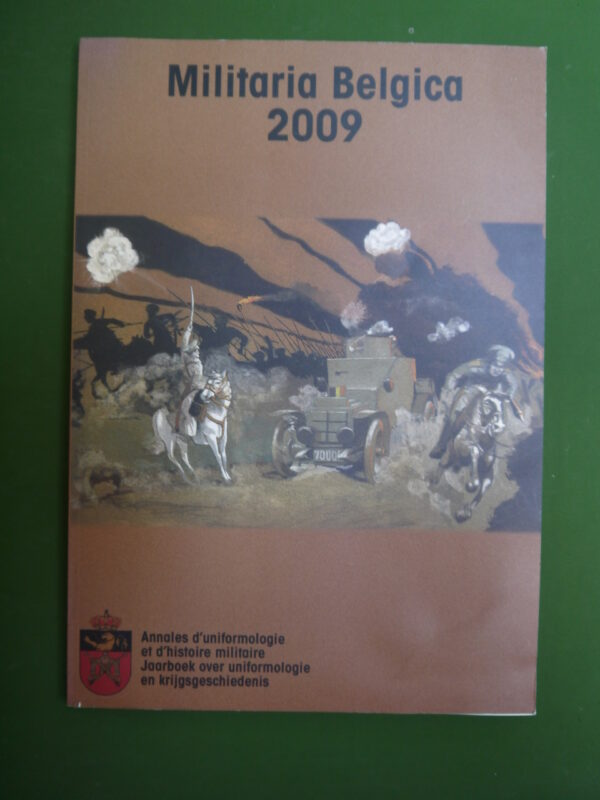 Militaria Belgica
2009
Annales d'uniformologie
et d'histoire militaire
Jaarboek over uniformologie
en krijgsgeschiedenis